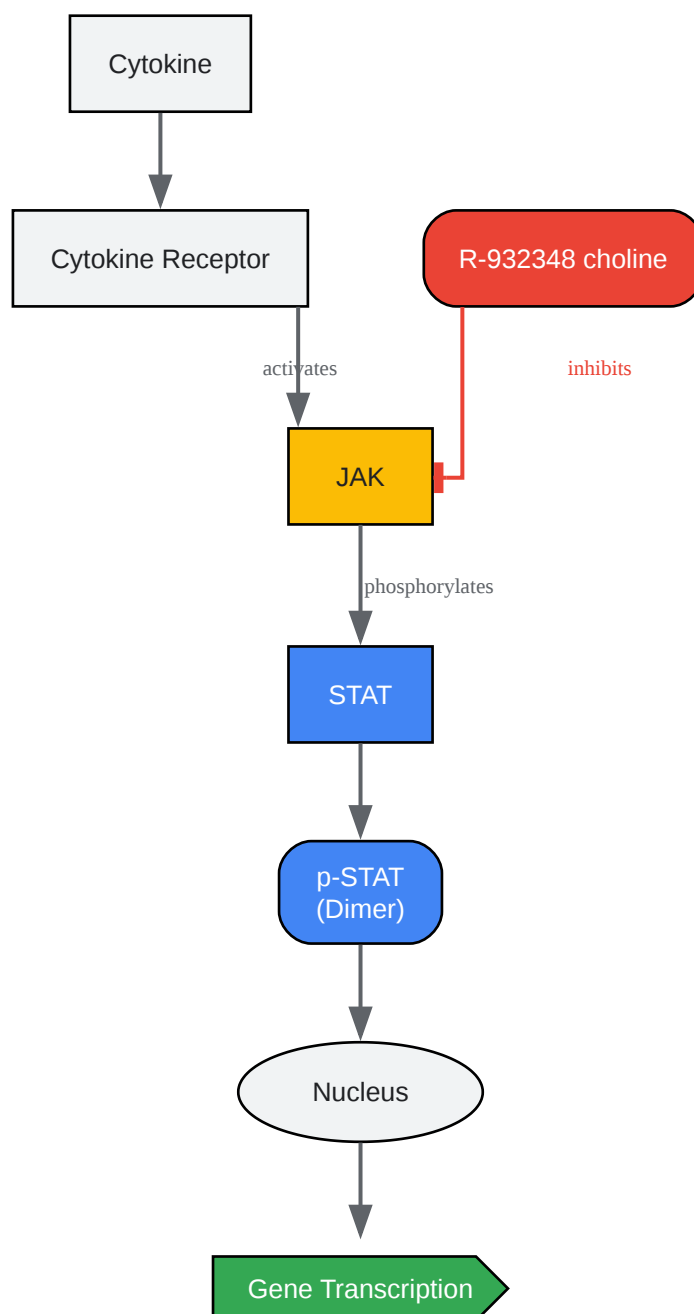 Cytokine
Cytokine Receptor
R-932348 choline
activates
inhibits
JAK
phosphorylates
STAT
p-STAT
(Dimer)
Nucleus
Gene Transcription